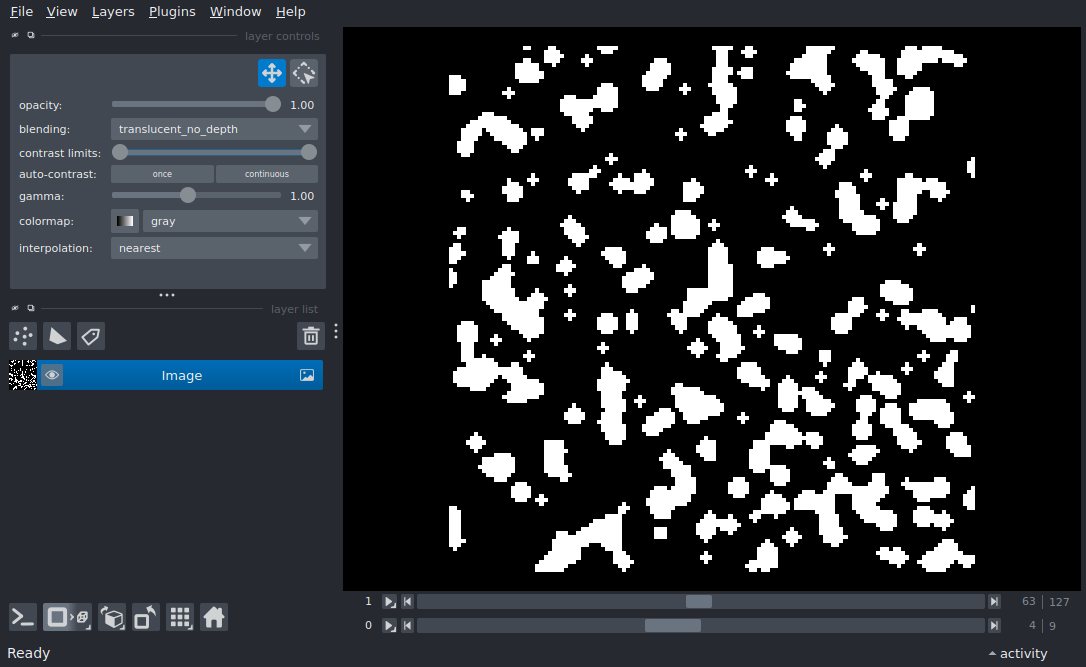 File View Layers Plugins Window Help
layer controls
opacity: 1.00
blending: translucent_no_depth
contrast limits:
auto-contrast: once continuous
gamma: 1.00
colormap: gray
interpolation: nearest
layer list
Image
1 63 127
0 4 9
Ready activity